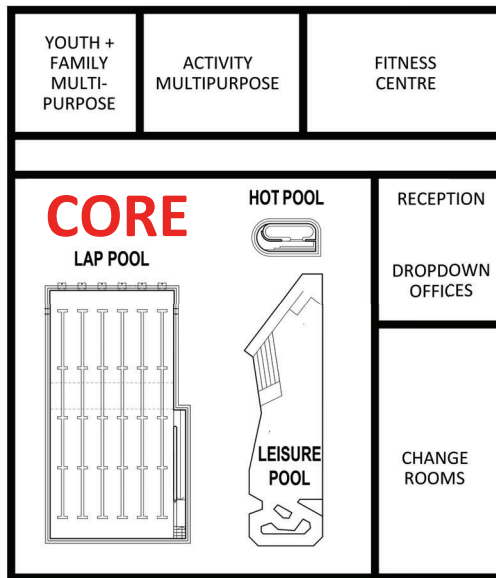 YOUTH +
FAMILY
MULTI-
PURPOSE
ACTIVITY
MULTIPURPOSE
FITNESS
CENTRE
CORE
HOT POOL
LAP POOL
LEISURE
POOL
RECEPTION
DROPDOWN
OFFICES
CHANGE
ROOMS